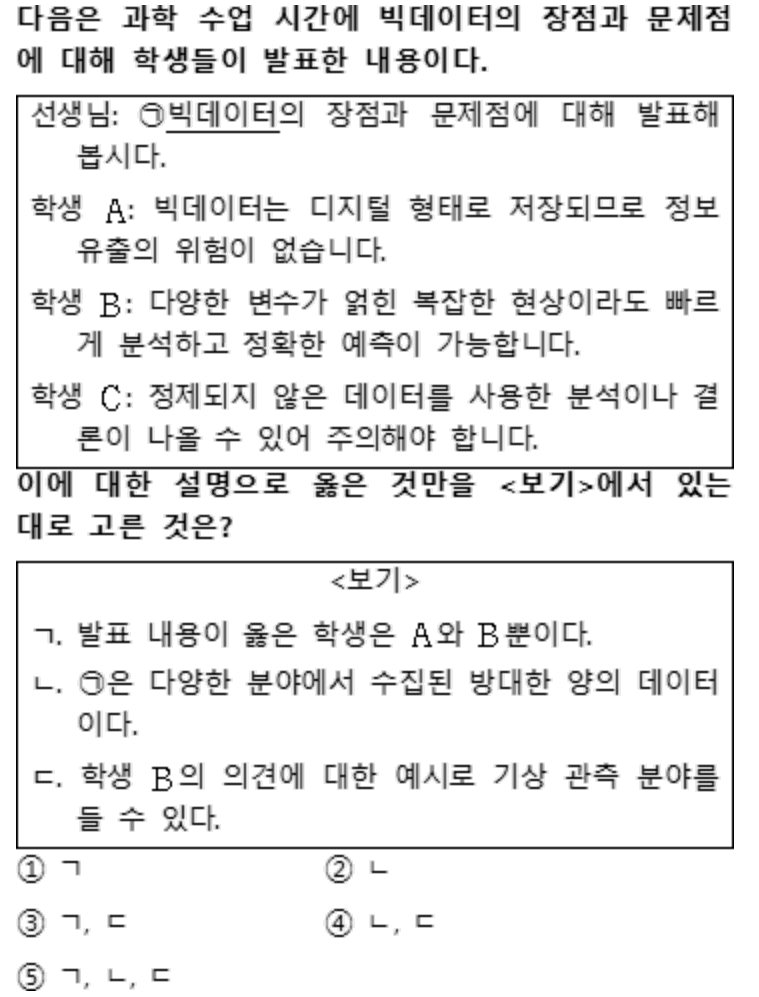 다음은 과학 수업 시간에 빅데이터의 장점과 문제점
에 대해 학생들이 발표한 내용이다.
선생님: ㉠빅데이터의 장점과 문제점에 대해 발표해
봅시다.
학생 A: 빅데이터는 디지털 형태로 저장되므로 정보
유출의 위험이 없습니다.
학생 B: 다양한 변수가 얽힌 복잡한 현상이라도 빠르
게 분석하고 정확한 예측이 가능합니다.
학생 C: 정제되지 않은 데이터를 사용한 분석이나 결
론이 나올 수 있어 주의해야 합니다.
이에 대한 설명으로 옳은 것만을 <보기>에서 있는
대로 고른 것은?
<보기>
ㄱ. 발표 내용이 옳은 학생은 A와 B뿐이다.
ㄴ. ㉠은 다양한 분야에서 수집된 방대한 양의 데이터
이다.
ㄷ. 학생 B의 의견에 대한 예시로 기상 관측 분야를
들 수 있다.
① ㄱ ② ㄴ
③ ㄱ, ㄷ ④ ㄴ, ㄷ
⑤ ㄱ, ㄴ, ㄷ